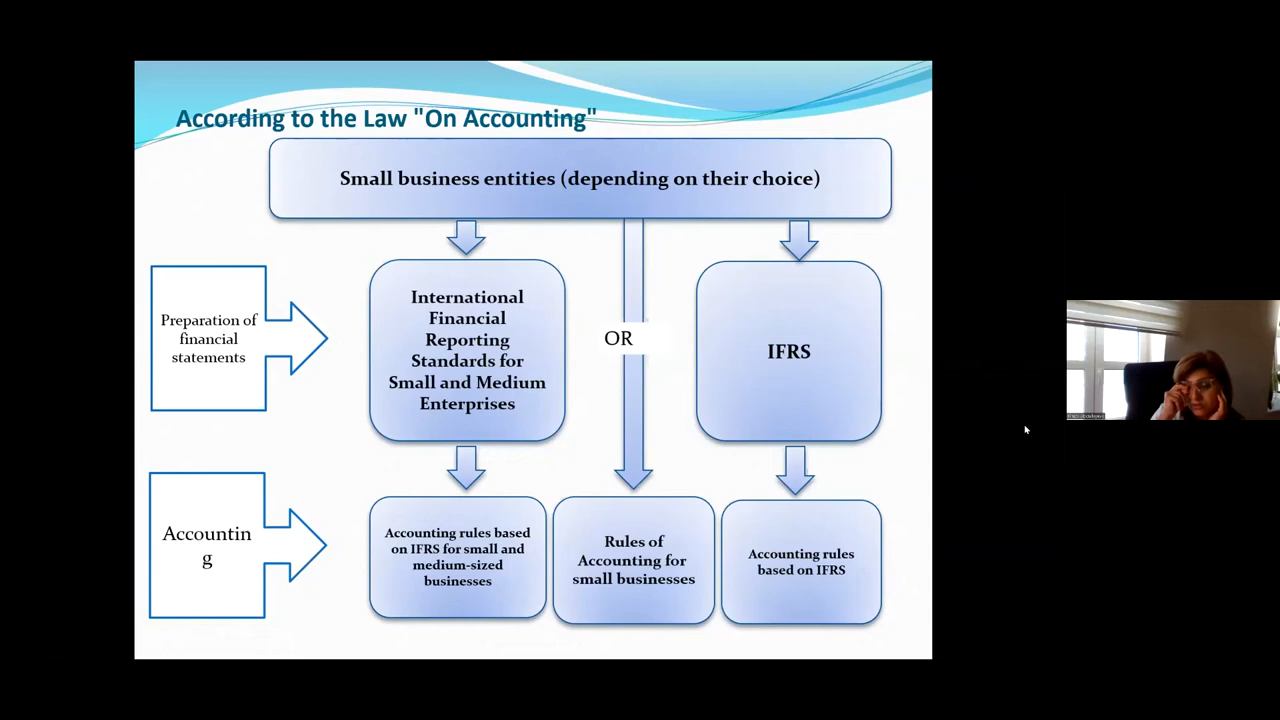 According to the Law "On Accounting"
Small business entities (depending on their choice)
Preparation of
financial
statements
International
Financial
Reporting
Standards for
Small and Medium
Enterprises
OR
IFRS
Accountin
g
Accounting rules based
on IFRS for small and
medium-sized
businesses
Rules of
Accounting for
small businesses
Accounting rules
based on IFRS